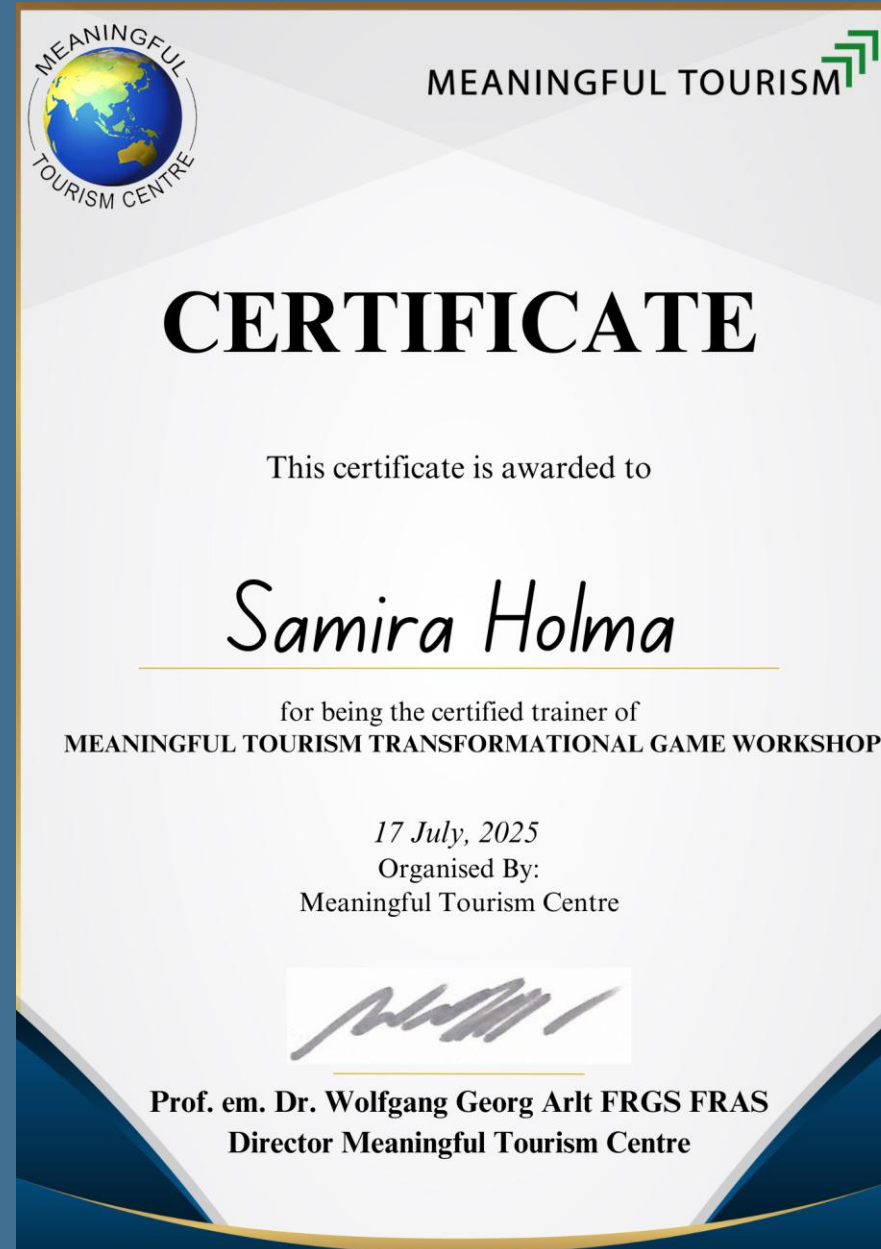 MEANINGFUL
TOURISM CENTRE
MEANINGFUL TOURISM
CERTIFICATE
This certificate is awarded to
Samira Holma
for being the certified trainer of
MEANINGFUL TOURISM TRANSFORMATIONAL GAME WORKSHOP
17 July, 2025
Organised By:
Meaningful Tourism Centre
Prof. em. Dr. Wolfgang Georg Arlt FRGS FRAS
Director Meaningful Tourism Centre